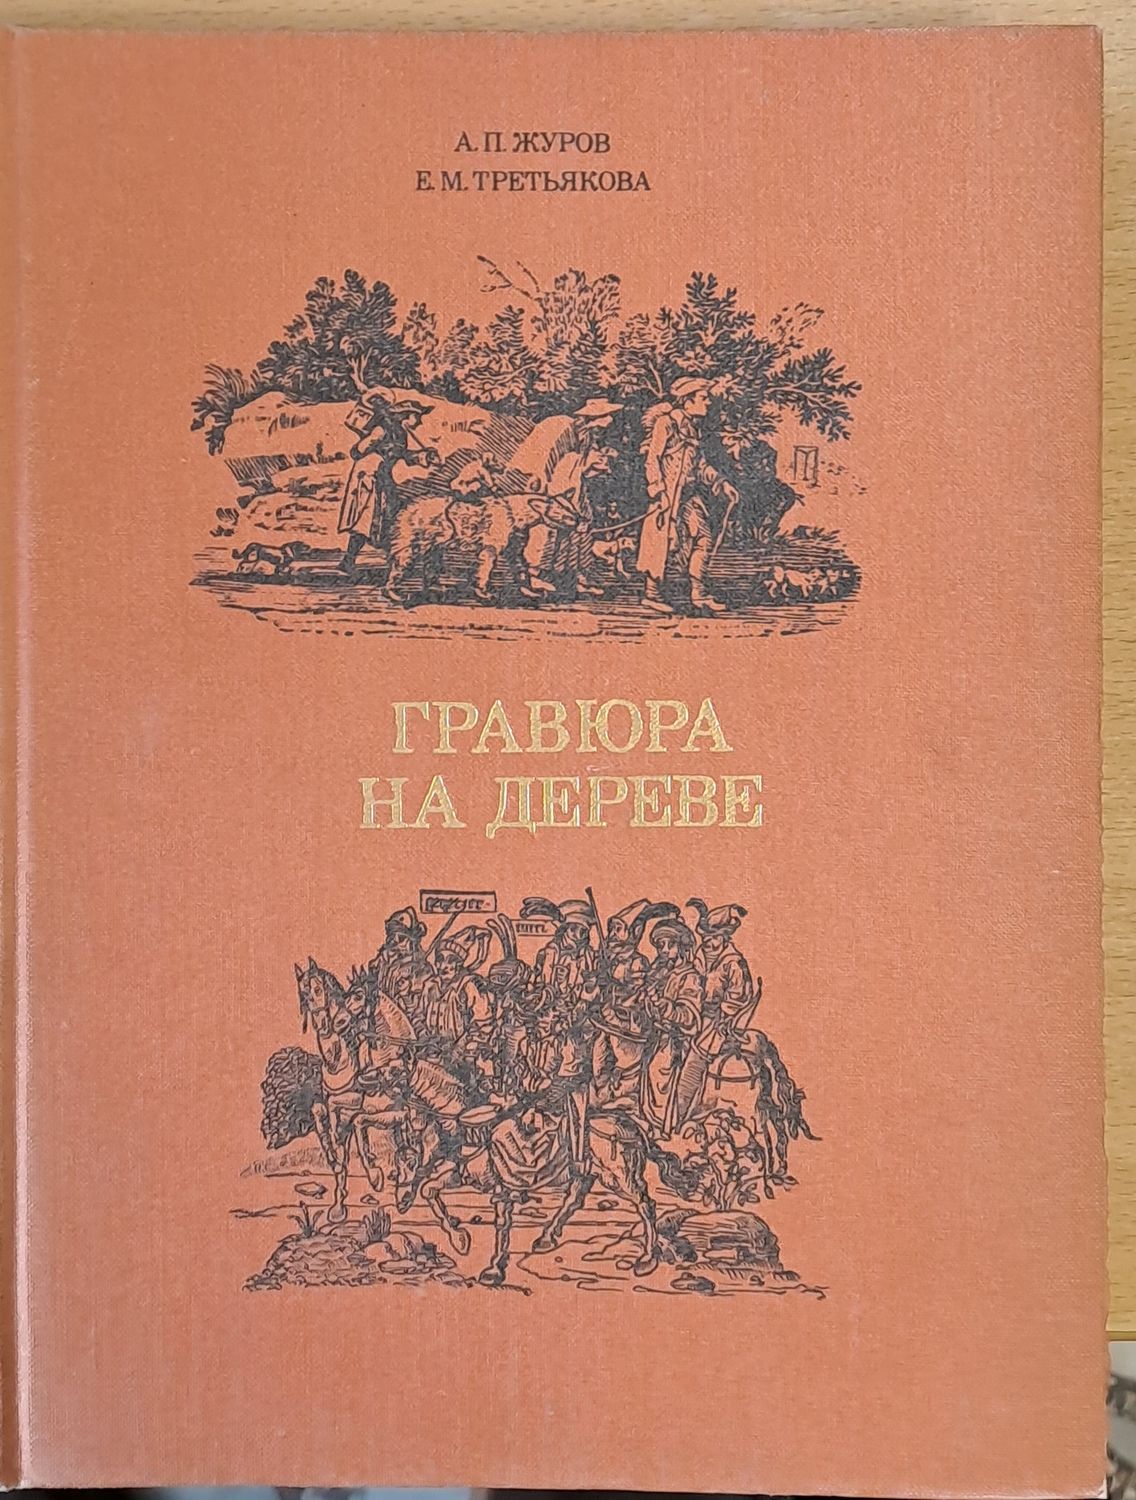 А. П. ЖУРОВ
Е. М. ТРЕТЬЯКОВА
ГРАВЮРА
НА ДЕРЕВЕ